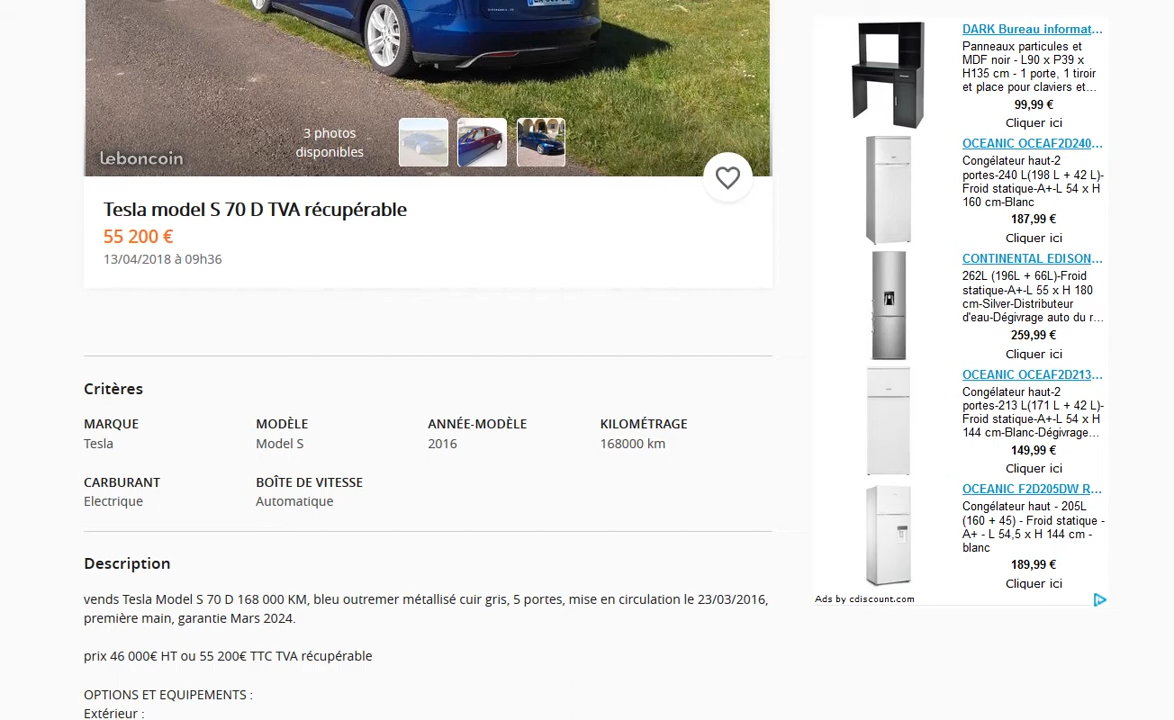 3 photos
disponibles
leboncoin
Tesla model S 70 D TVA récupérable
55 200 €
13/04/2018 à 09h36
Critères
MARQUE
Tesla
MODÈLE
Model S
ANNÉE-MODÈLE
2016
KILOMÉTRAGE
168000 km
CARBURANT
Electrique
BOÎTE DE VITESSE
Automatique
Description
vends Tesla Model S 70 D 168 000 KM, bleu outremer métallisé cuir gris, 5 portes, mise en circulation le 23/03/2016,
première main, garantie Mars 2024.
prix 46 000€ HT ou 55 200€ TTC TVA récupérable
OPTIONS ET EQUIPEMENTS :
Extérieur :
DARK Bureau informat...
Panneaux particules et
MDF noir - L90 x P39 x
H135 cm - 1 porte, 1 tiroir
et place pour claviers et...
99,99 €
Cliquer ici
OCEANIC OCEAF2D240...
Congélateur haut-2
portes-240 L(198 L + 42 L)-
Froid statique-A+-L 54 x H
160 cm-Blanc
187,99 €
Cliquer ici
CONTINENTAL EDISON...
262L (196L + 66L)-Froid
statique-A+-L 55 x H 180
cm-Silver-Distributeur
d'eau-Dégivrage auto du r...
259,99 €
Cliquer ici
OCEANIC OCEAF2D213...
Congélateur haut-2
portes-213 L(171 L + 42 L)-
Froid statique-A+-L 54 x H
144 cm-Blanc-Dégivrage...
149,99 €
Cliquer ici
OCEANIC F2D205DW R...
Congélateur haut - 205L
(160 + 45) - Froid statique -
A+ - L 54,5 x H 144 cm -
blanc
189,99 €
Cliquer ici
Ads by cdiscount.com